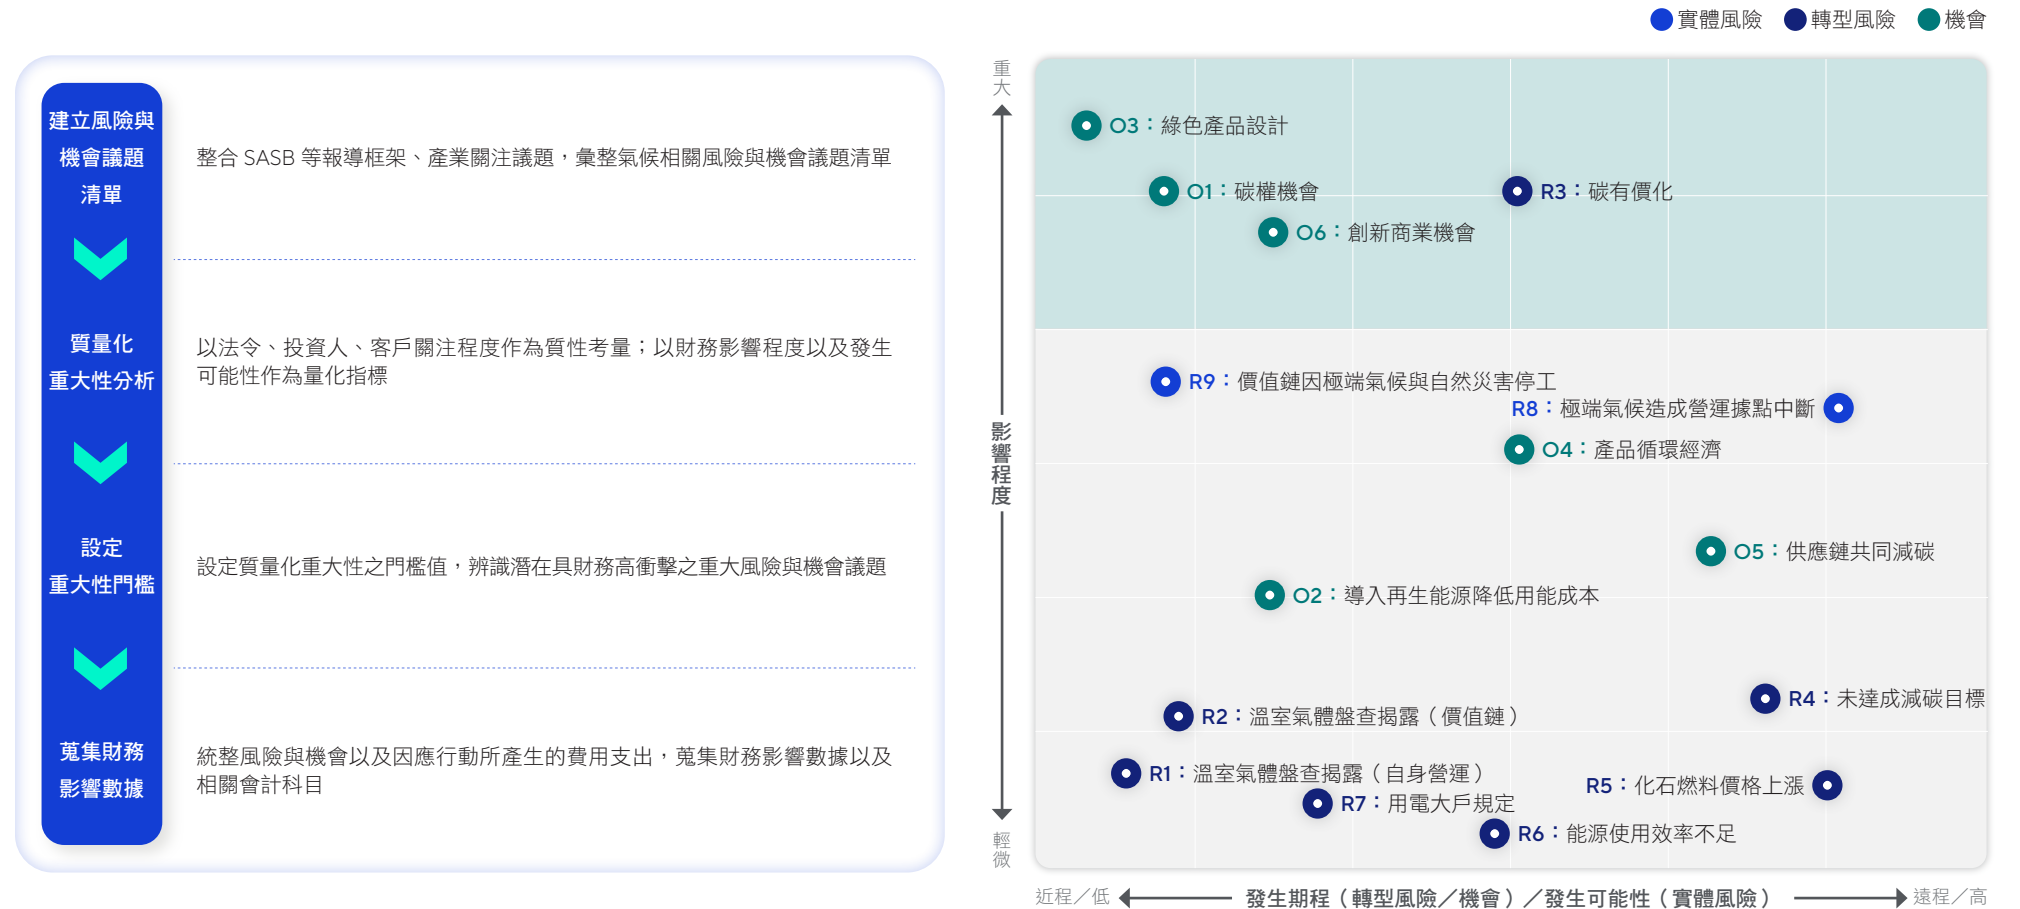 實體風險 轉型風險 機會
建立風險與
機會議題
清單
整合 SASB 等報導框架、產業關注議題，彙整氣候相關風險與機會議題清單
質量化
重大性分析
以法令、投資人、客戶關注程度作為質性考量；以財務影響程度以及發生
可能性作為量化指標
設定
重大性門檻
設定質量化重大性之門檻值，辨識潛在具財務高衝擊之重大風險與機會議題
蒐集財務
影響數據
統整風險與機會以及因應行動所產生的費用支出，蒐集財務影響數據以及
相關會計科目
重大
影響程度
輕微
O3：綠色產品設計
O1：碳權機會
R3：碳有價化
O6：創新商業機會
R9：價值鏈因極端氣候與自然災害停工
R8：極端氣候造成營運據點中斷
O4：產品循環經濟
O5：供應鏈共同減碳
O2：導入再生能源降低用能成本
R4：未達成減碳目標
R2：溫室氣體盤查揭露（價值鏈）
R1：溫室氣體盤查揭露（自身營運）
R5：化石燃料價格上漲
R7：用電大戶規定
R6：能源使用效率不足
近程／低 發生期程（轉型風險／機會）／發生可能性（實體風險） 遠程／高